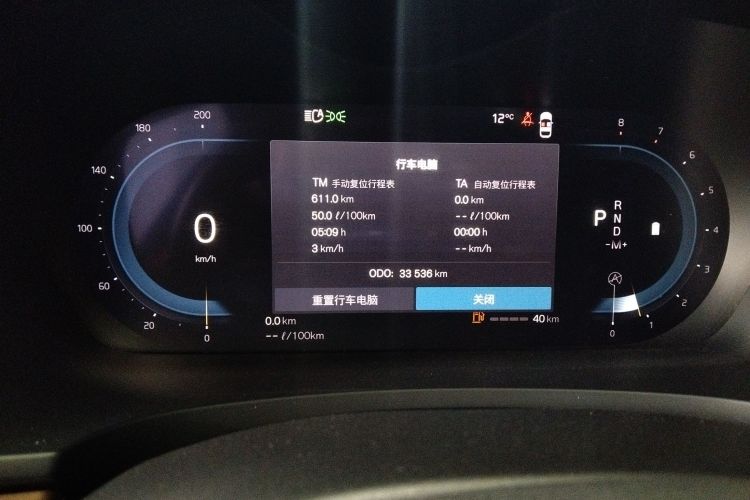 200
180
140
100
60
20
0
0
km/h
12°C
行车电脑
TM 手动复位行程表
611.0 km
50.0 ℓ/100km
05:09 h
3 km/h
TA 自动复位行程表
0.0 km
-- ℓ/100km
00:00 h
-- km/h
ODO: 33 536 km
重置行车电脑
关闭
0.0 km
-- ℓ/100km
40 km
P
R
N
D
-M+
8
7
6
5
4
3
2
1
0